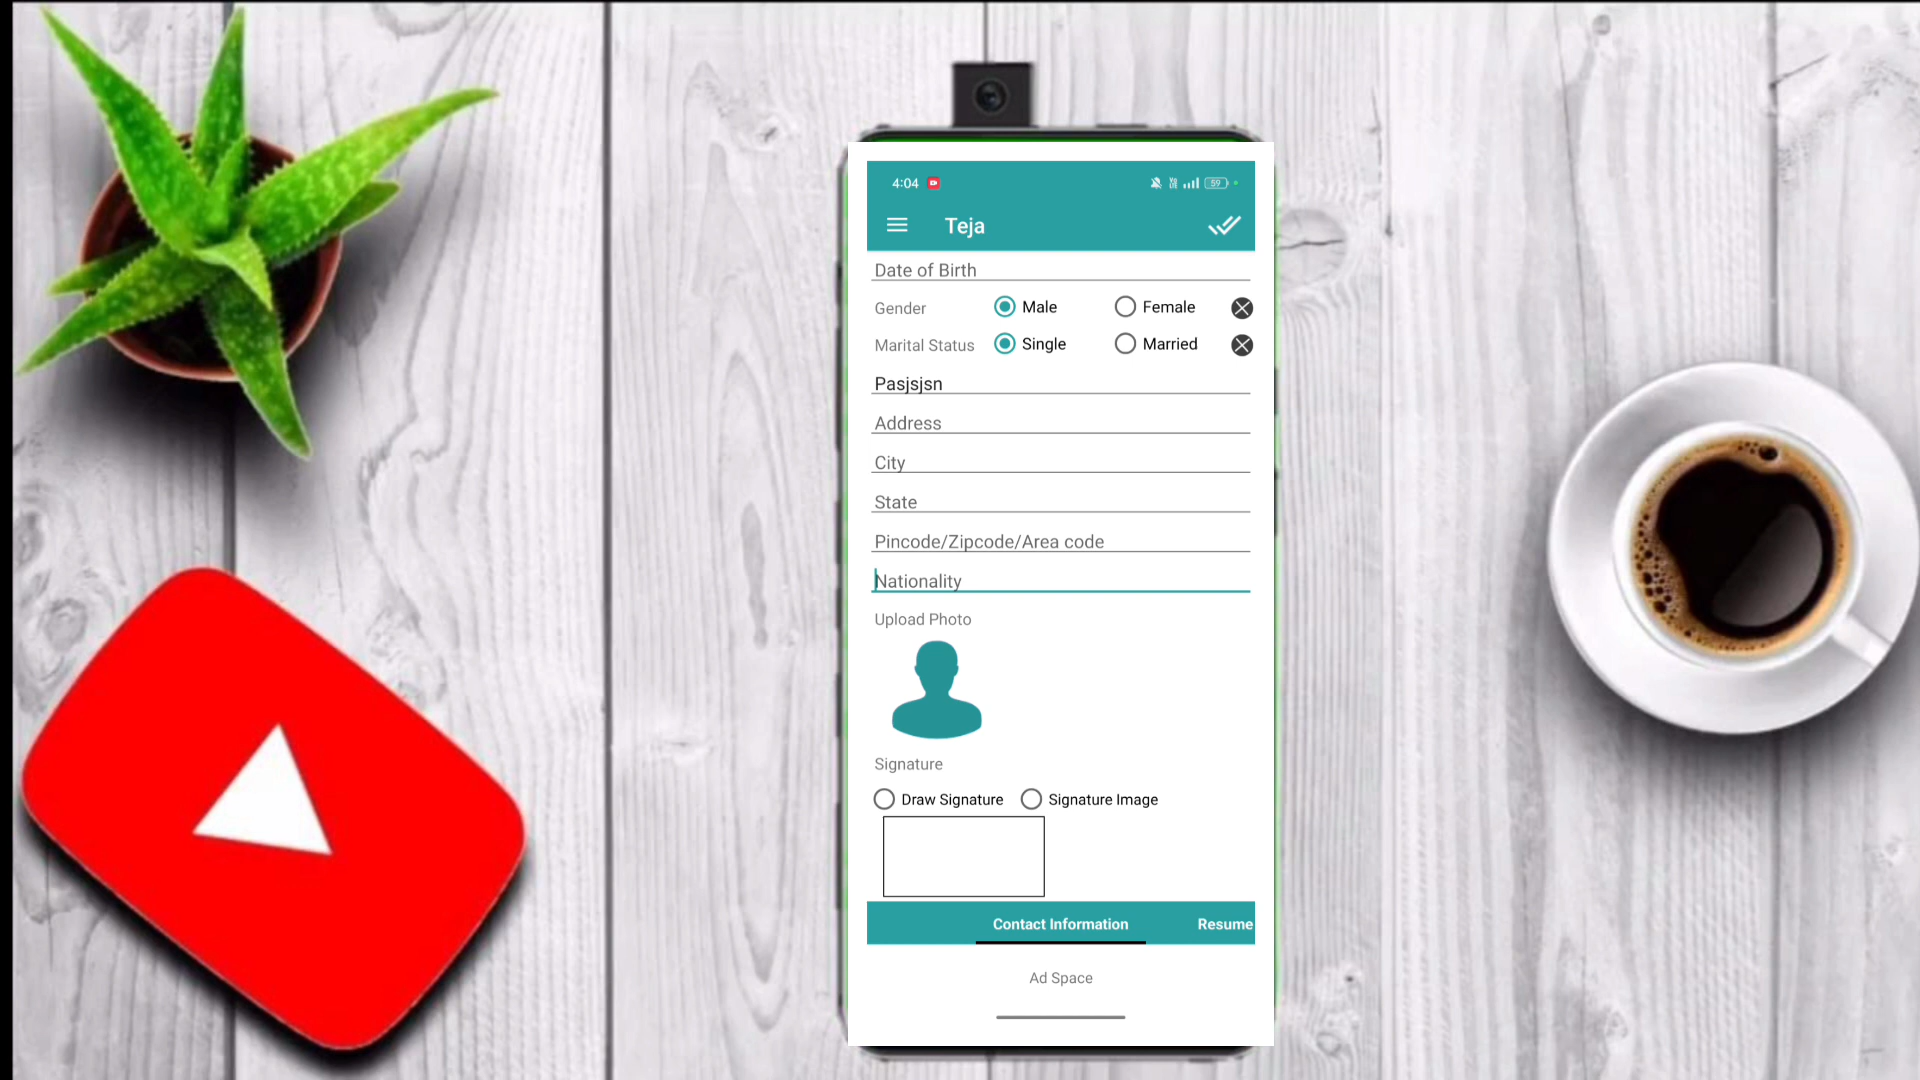 4:04
59
Teja
Date of Birth
Gender Male Female
Marital Status Single Married
Pasjsjsn
Address
City
State
Pincode/Zipcode/Area code
Nationality
Upload Photo
Signature
Draw Signature Signature Image
Contact Information Resume
Ad Space